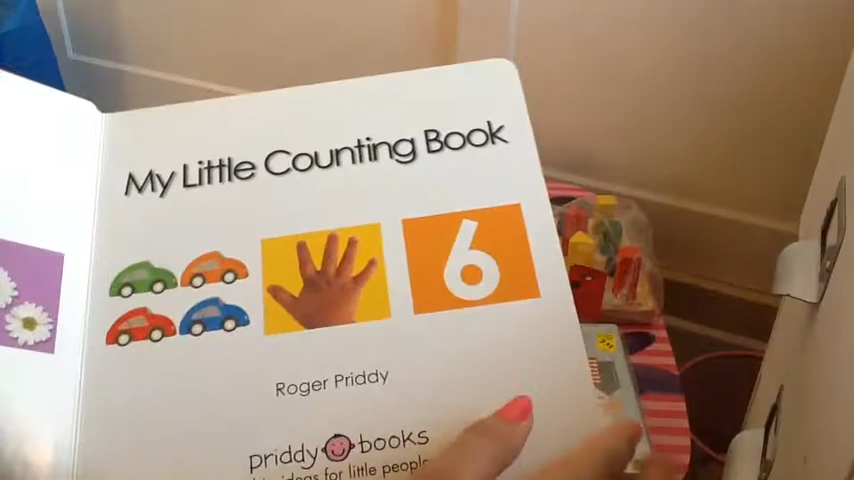 My Little Counting Book
6
Roger Priddy
priddy books
ideas for little people